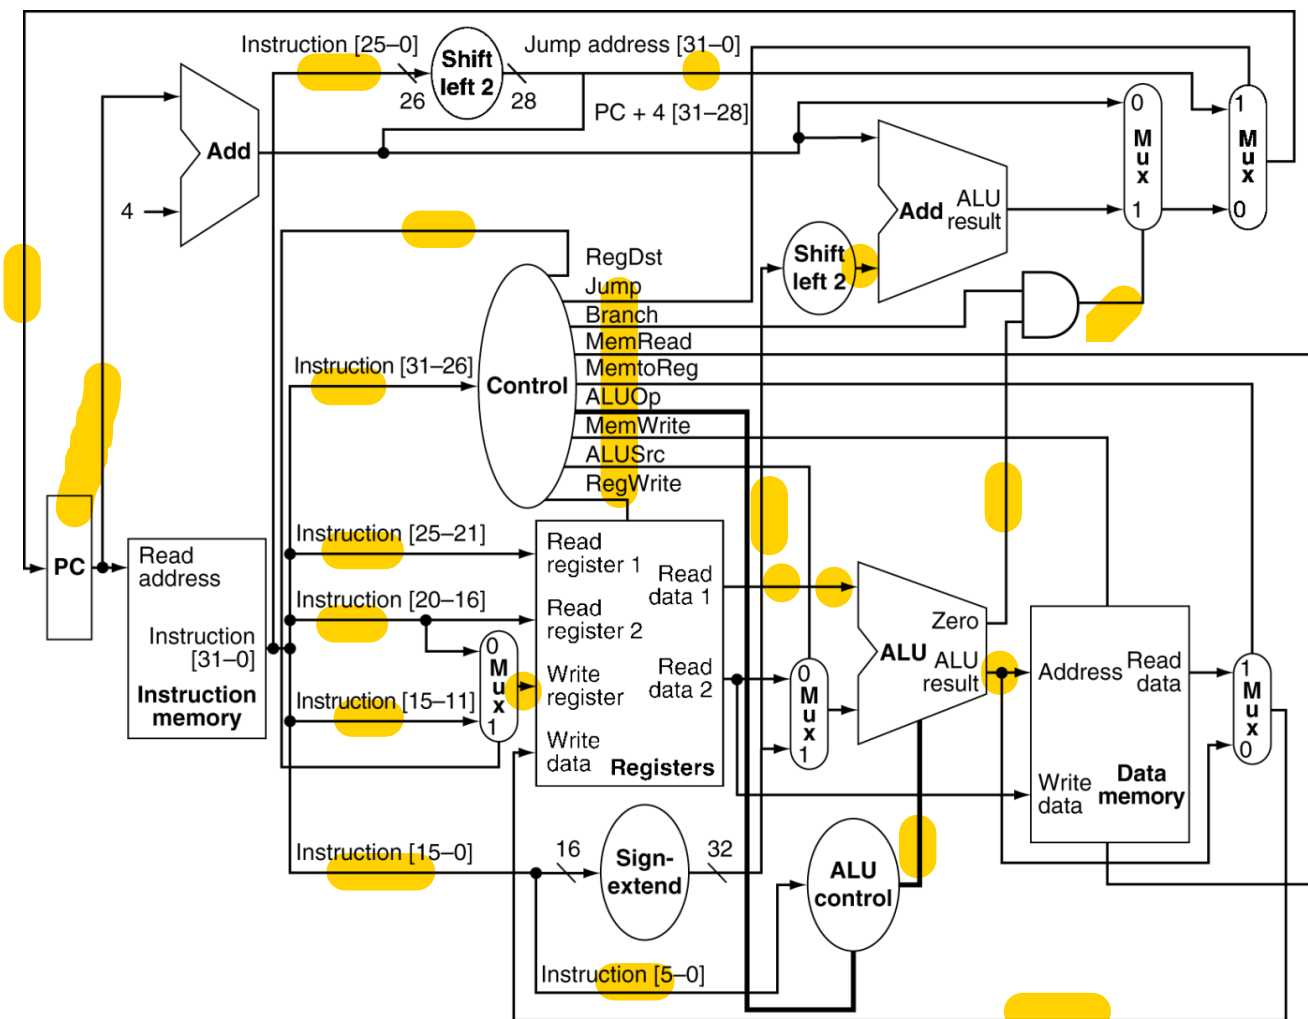 Instruction [25–0]
Shift
left 2
Jump address [31–0]
26
28
PC + 4 [31–28]
Add
4
0
M
u
x
1
1
M
u
x
0
Add
ALU
result
Shift
left 2
RegDst
Jump
Branch
MemRead
MemtoReg
ALUOp
MemWrite
ALUSrc
RegWrite
Instruction [31–26]
Control
PC
Read
address
Instruction
[31–0]
Instruction
memory
Instruction [25–21]
Instruction [20–16]
Instruction [15–11]
0
M
u
x
1
Read
register 1
Read
register 2
Write
register
Write
data
Read
data 1
Read
data 2
Registers
0
M
u
x
1
Zero
ALU
ALU
result
Address
Read
data
Write
data
Data
memory
1
M
u
x
0
Instruction [15–0]
16
Sign-
extend
32
ALU
control
Instruction [5–0]